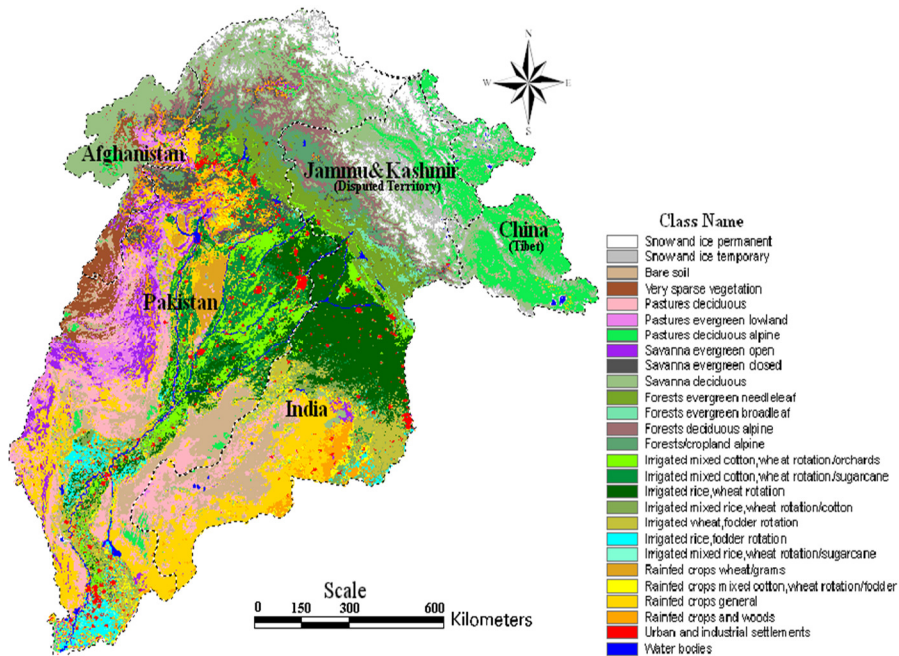 N
W E
S
Afghanistan
Jammu&Kashmir
(Disputed Territory)
China
(Tibet)
Pakistan
India
Scale
0 150 300 600
Kilometers
Class Name
Snow and ice permanent
Snow and ice temporary
Bare soil
Very sparse vegetation
Pastures deciduous
Pastures evergreen lowland
Pastures deciduous alpine
Savanna evergreen open
Savanna evergreen closed
Savanna deciduous
Forests evergreen needleleaf
Forests evergreen broadleaf
Forests deciduous alpine
Forests/cropland alpine
Irrigated mixed cotton,wheat rotation/orchards
Irrigated mixed cotton,wheat rotation/sugarcane
Irrigated rice,wheat rotation
Irrigated mixed rice,wheat rotation/cotton
Irrigated wheat,fodder rotation
Irrigated rice,fodder rotation
Irrigated mixed rice,wheat rotation/sugarcane
Rainfed crops wheat/grams
Rainfed crops mixed cotton,wheat rotation/fodder
Rainfed crops general
Rainfed crops and woods
Urban and industrial settlements
Water bodies